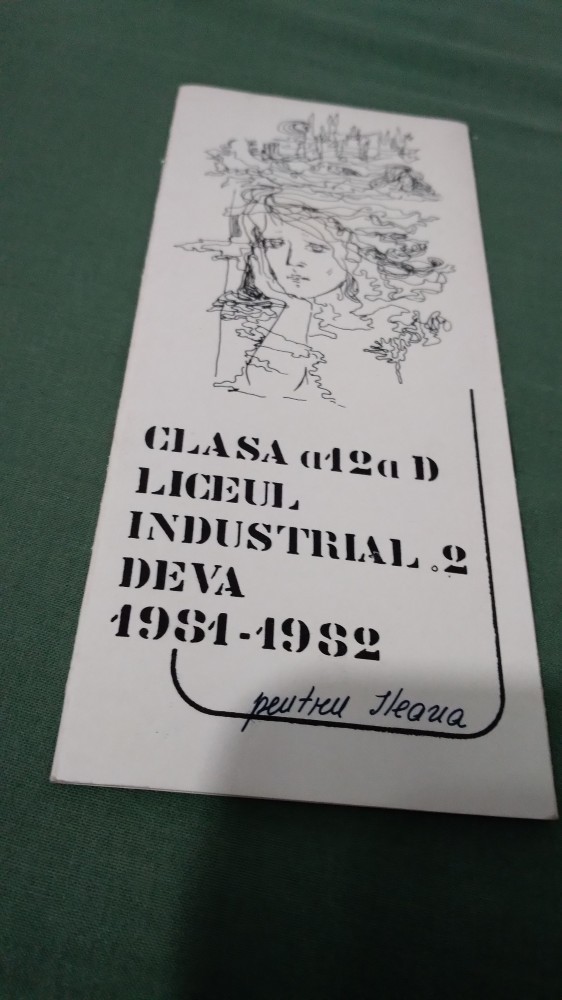 CLASA a12a D
LICEUL
INDUSTRIAL .2
DEVA
1981-1982
pentru Ileana